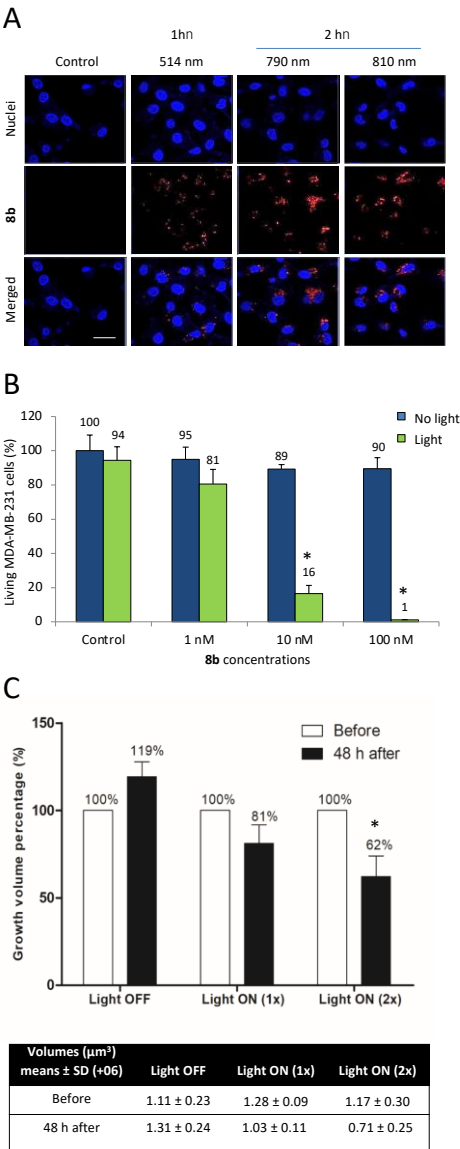 A
1hn
2 hn
Control
514 nm
790 nm
810 nm
Nuclei
8b
Merged
B
Living MDA-MB-231 cells (%)
120
100
80
60
40
20
0
100
94
95
81
89
*
16
90
*
1
No light
Light
Control
1 nM
10 nM
100 nM
8b concentrations
C
Growth volume percentage (%)
150
100
50
0
Before
48 h after
100%
119%
100%
81%
100%
*
62%
Light OFF
Light ON (1x)
Light ON (2x)
Volumes (µm³)
means ± SD (+06)
Light OFF
Light ON (1x)
Light ON (2x)
Before
1.11 ± 0.23
1.28 ± 0.09
1.17 ± 0.30
48 h after
1.31 ± 0.24
1.03 ± 0.11
0.71 ± 0.25